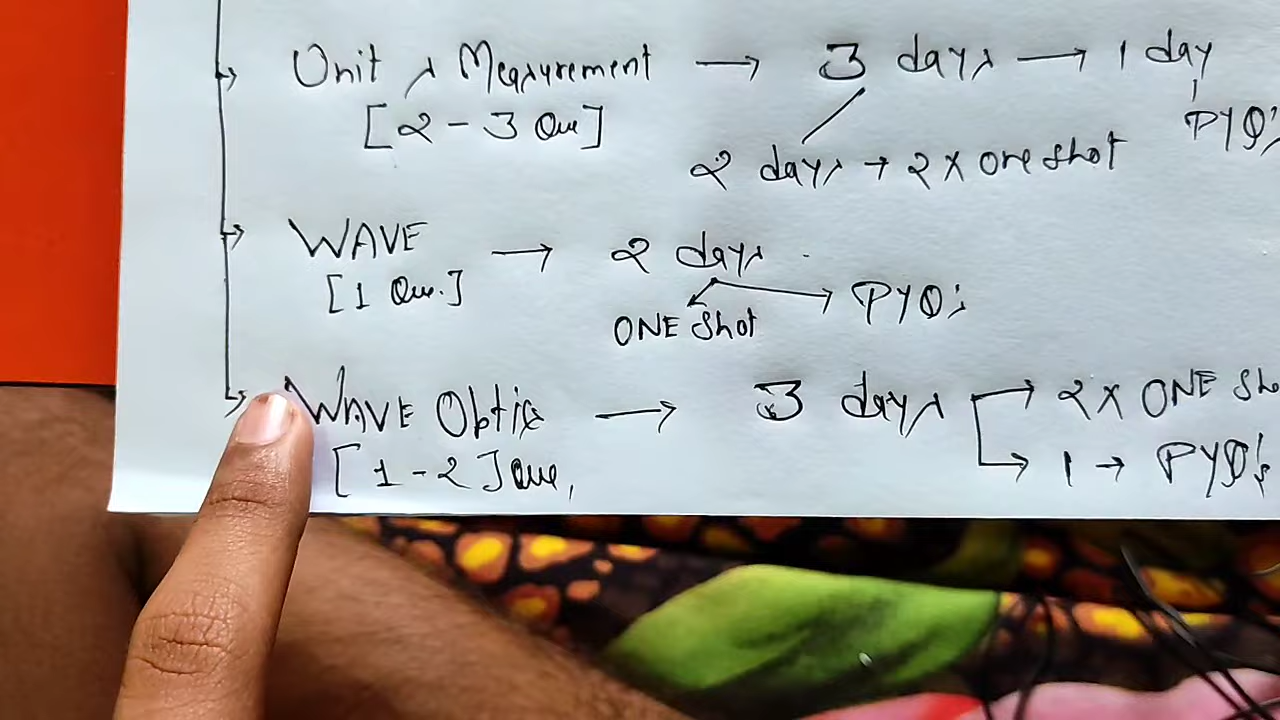 Unit & Measurement → 3 days → 1 day
[2 - 3 Que] PYQ's
2 days → 2 x one shot
WAVE → 2 days
[1 Que.] PYQ's
ONE shot
WAVE Optics → 3 days → 2 x ONE Sho
[1 - 2] Que, 1 → PYQ's